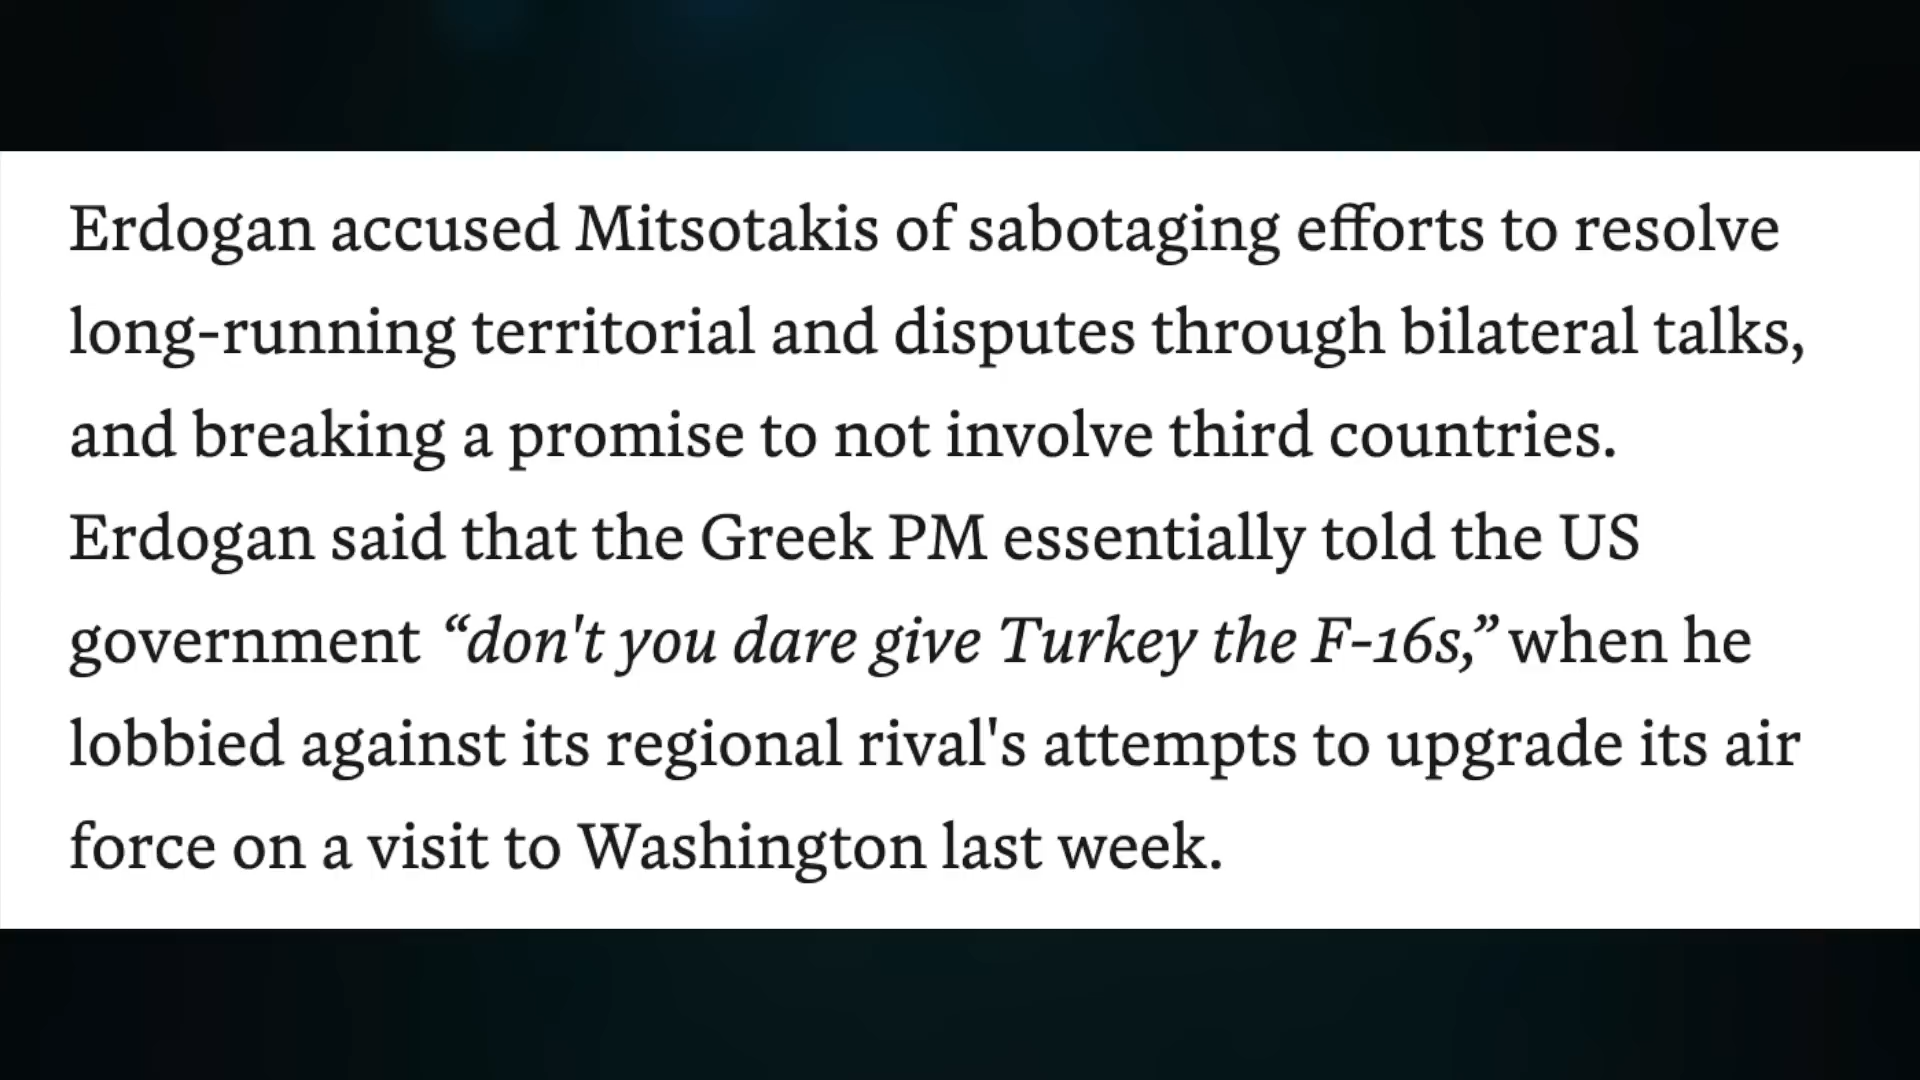 Erdogan accused Mitsotakis of sabotaging efforts to resolve
long-running territorial and disputes through bilateral talks,
and breaking a promise to not involve third countries.
Erdogan said that the Greek PM essentially told the US
government “don't you dare give Turkey the F-16s,” when he
lobbied against its regional rival's attempts to upgrade its air
force on a visit to Washington last week.